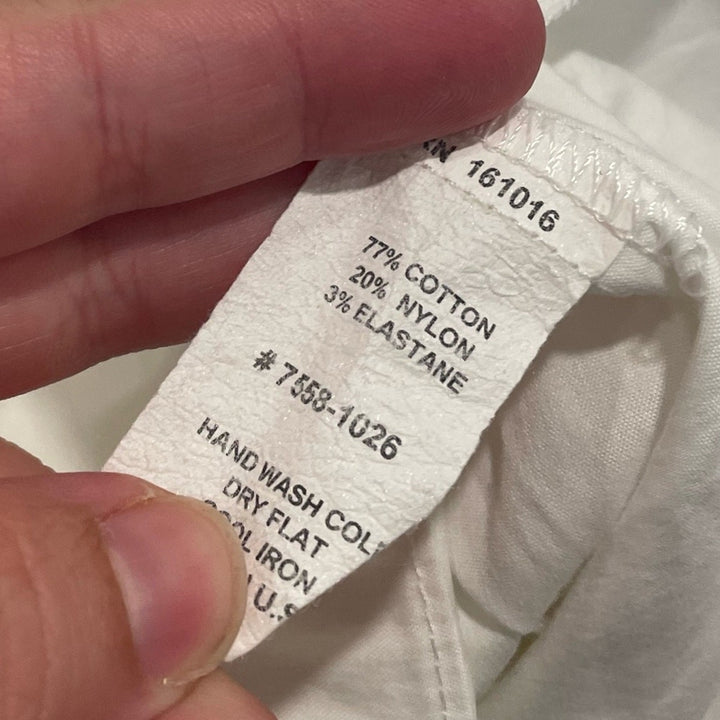 161016
77% COTTON
20% NYLON
3% ELASTANE
# 7558-1026
HAND WASH
DRY FLAT
IRON